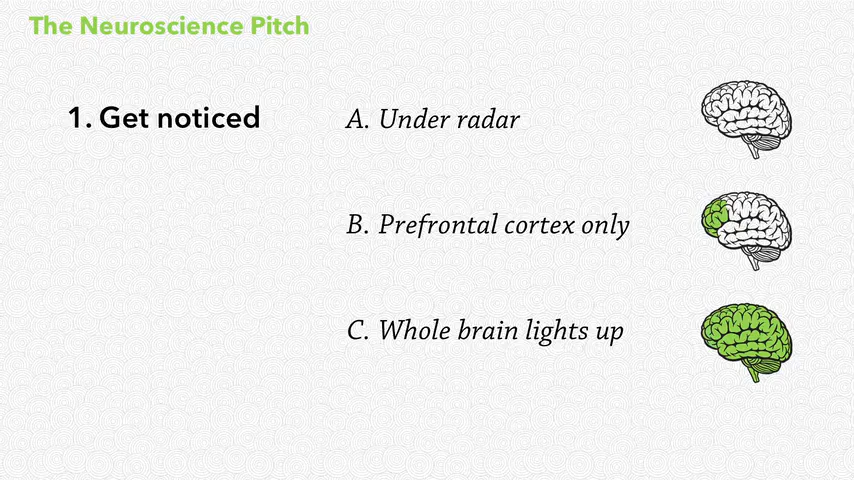 The Neuroscience Pitch
1. Get noticed
A. Under radar
B. Prefrontal cortex only
C. Whole brain lights up